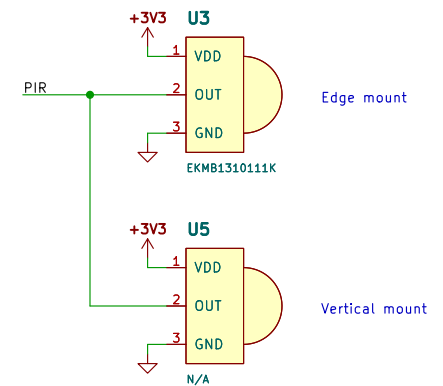 +3V3 U3
1 VDD
PIR 2 OUT Edge mount
3 GND
EKMB1310111K
+3V3 U5
1 VDD
2 OUT Vertical mount
3 GND
N/A